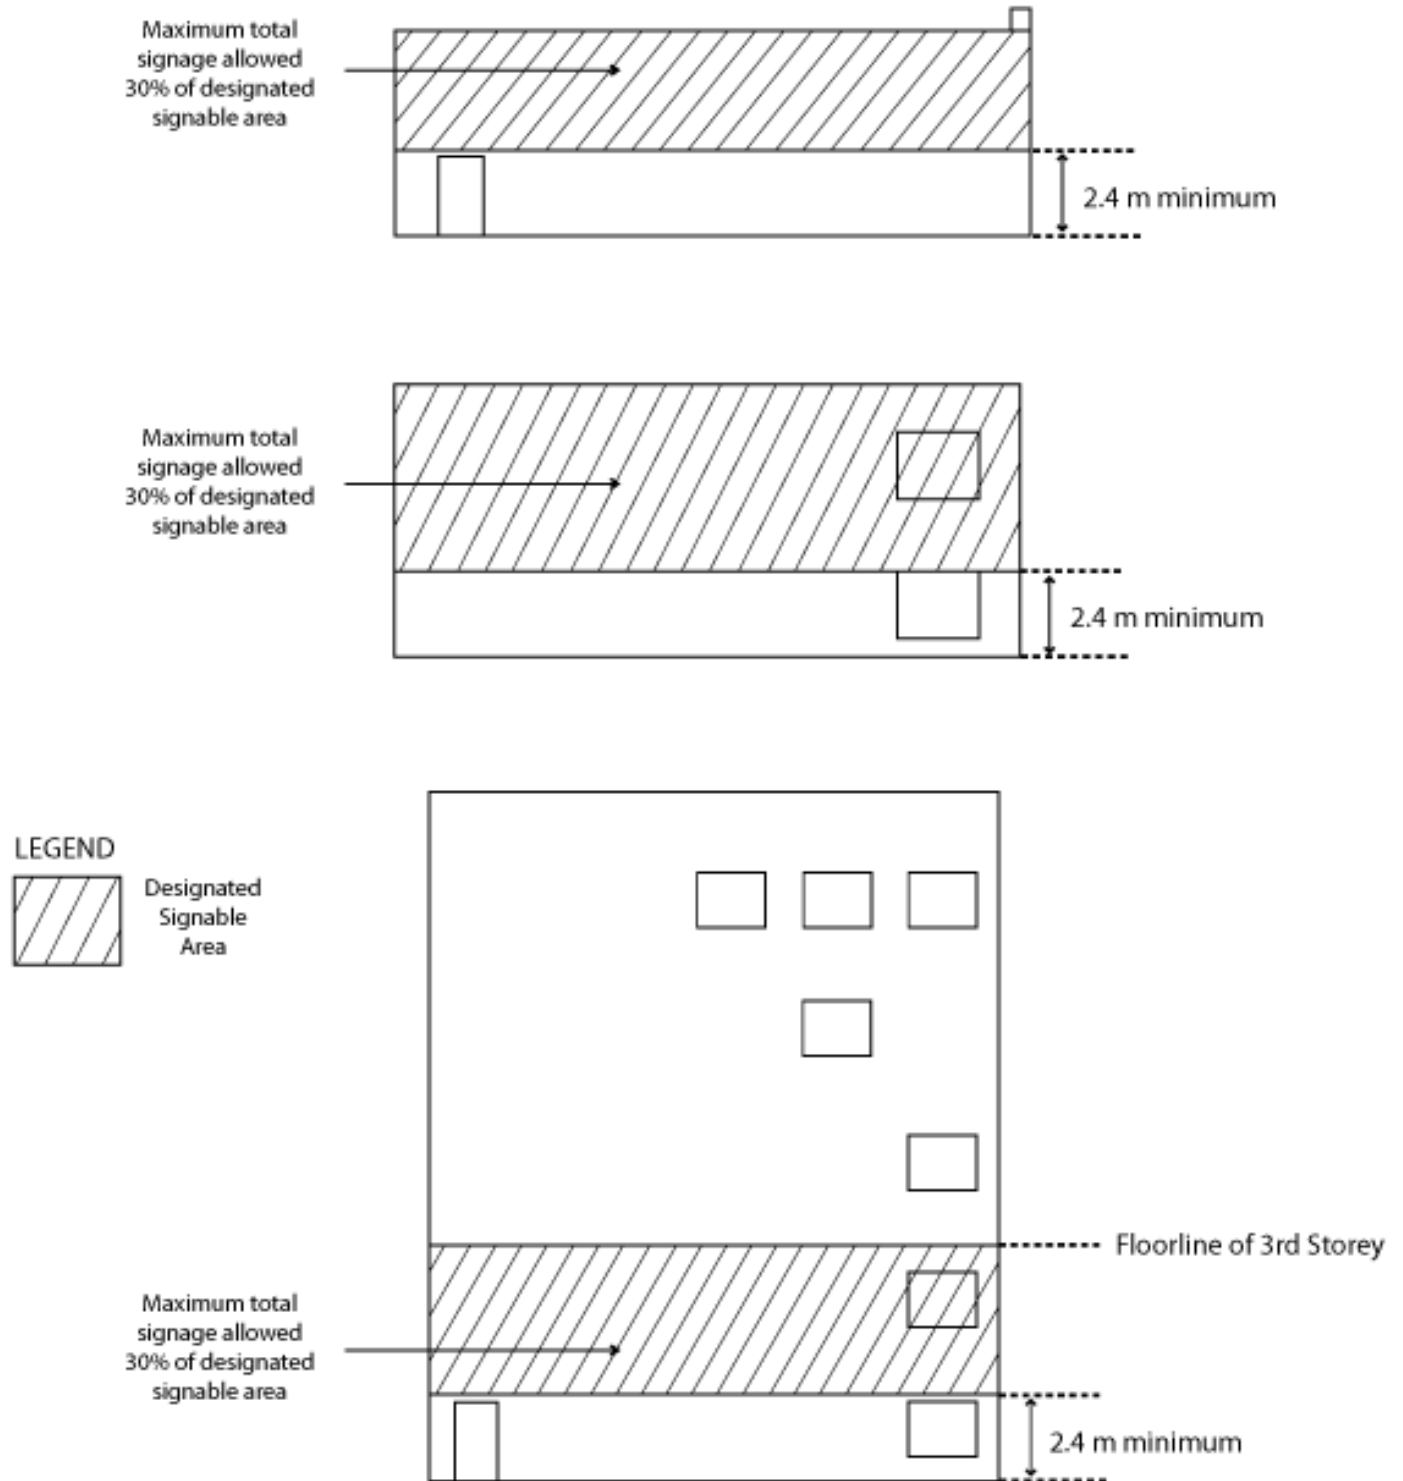 Maximum total
signage allowed
30% of designated
signable area
2.4 m minimum
Maximum total
signage allowed
30% of designated
signable area
2.4 m minimum
LEGEND
Designated
Signable
Area
Floorline of 3rd Storey
Maximum total
signage allowed
30% of designated
signable area
2.4 m minimum